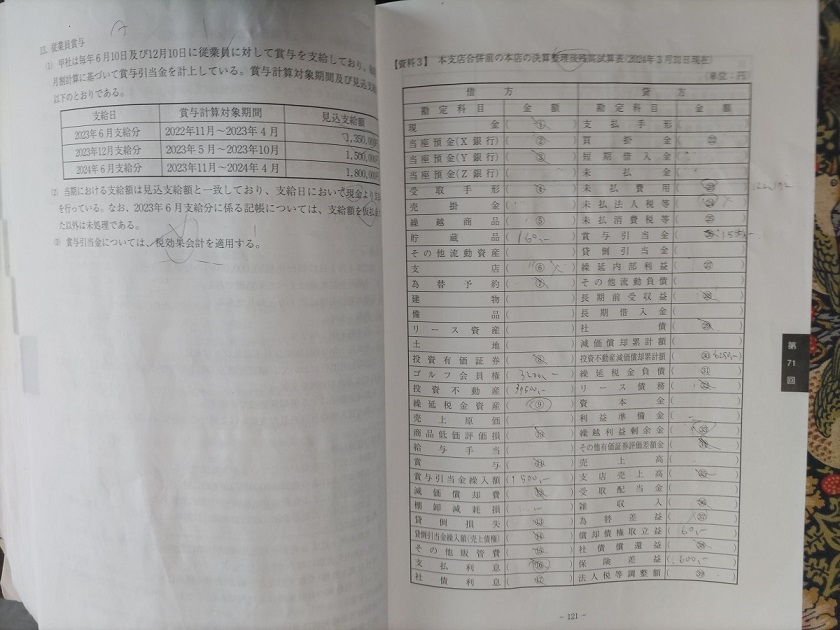 13. 従業員賞与
(1) 甲社は毎年6月10日及び12月10日に従業員に対して賞与を支給しており、
月割計算に基づいて賞与引当金を計上している。賞与計算対象期間及び見込支給
以下のとおりである。
支給日 賞与計算対象期間 見込支給額
2023年6月支給分 2022年11月～2023年4月 1,350,000
2023年12月支給分 2023年5月～2023年10月 1,500,000
2024年6月支給分 2023年11月～2024年4月 1,800,000
(2) 当期における支給額は見込支給額と一致しており、支給日において現金より
を行っている。なお、2023年6月支給分に係る記帳については、支給額を仮払金
た以外は未処理である。
(3) 賞与引当金については、税効果会計を適用する。
【資料3】 本支店合併前の本店の決算整理後残高試算表(2024年3月31日現在)
(単位:円)
借方 貸方
勘定科目 金額 勘定科目 金額
現金 ① 支払手形
当座預金(X銀行) ② 買掛金
当座預金(Y銀行) ③ 短期借入金
当座預金(Z銀行) 未払金
受取手形 ④ 未払費用
売掛金 未払法人税等
繰越商品 ⑤ 未払消費税等
貯蔵品 160,- 賞与引当金
その他流動資産 貸倒引当金
支店 ⑥ 繰延内部利益
為替予約 ⑦ その他流動負債
建物 長期前受収益
備品 長期借入金
リース資産 社債
土地 減価償却累計額
投資有価証券 ⑧ 投資不動産減価償却累計額
ゴルフ会員権 繰延税金負債
投資不動産 リース債務
繰延税金資産 ⑨ 資本金
売上原価 利益準備金
商品低価評価損 繰越利益剰余金
給与手当 その他有価証券評価差額金
賞与 売上高
賞与引当金繰入額 支店売上高
減価償却費 受取配当金
棚卸減耗損 雑収入
貸倒損失 為替差益
貸倒引当金繰入額(売上債権) 償却債権取立益
その他販管費 社債償還益
支払利息 保険差益
社債利息 法人税等調整額
第71回
- 121 -